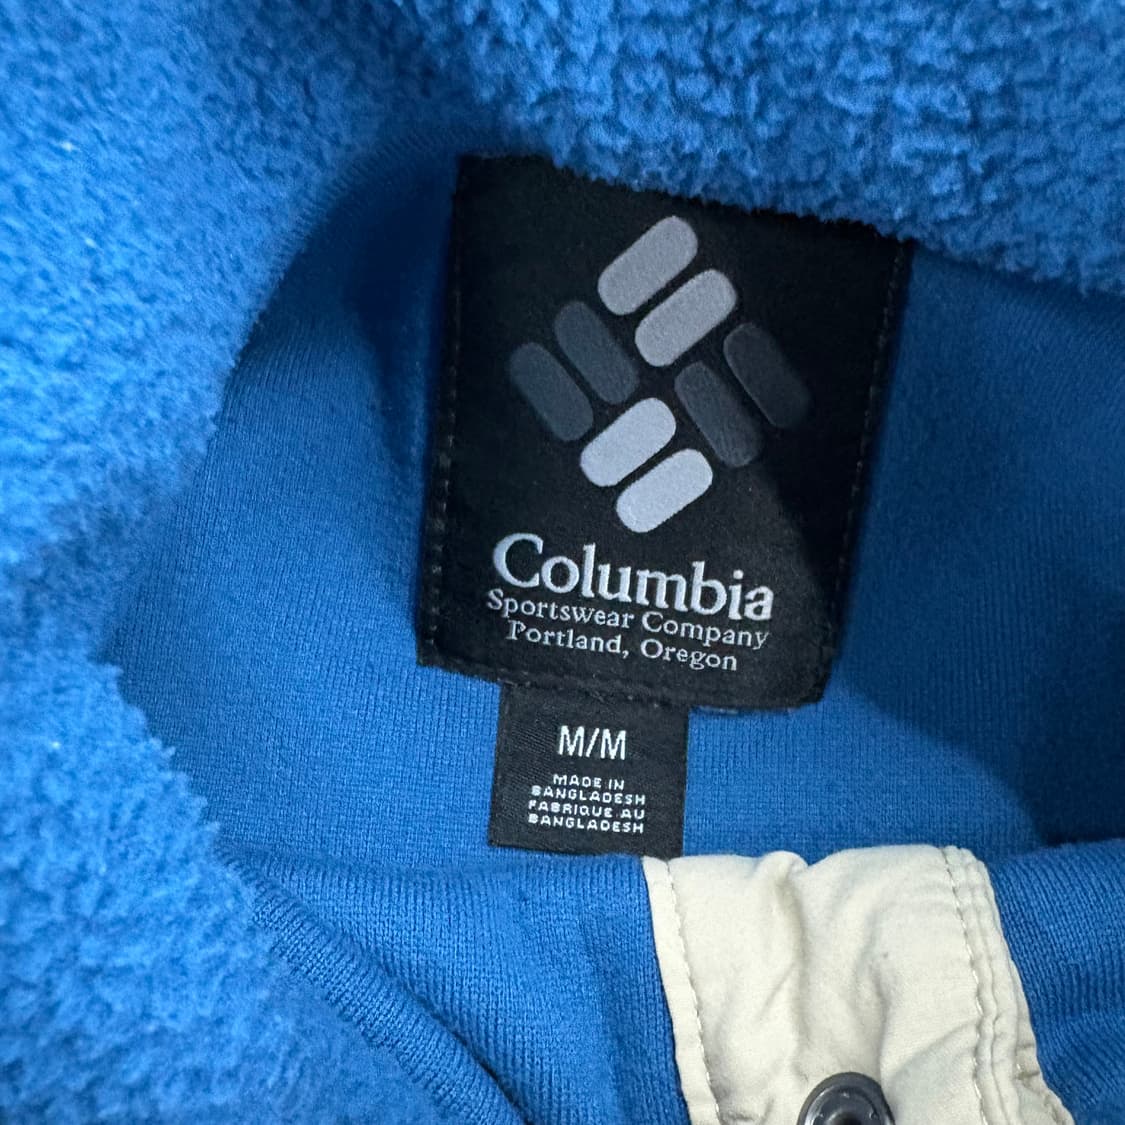 Columbia
Sportswear Company
Portland, Oregon
M/M
MADE IN
BANGLADESH
FABRIQUE AU
BANGLADESH